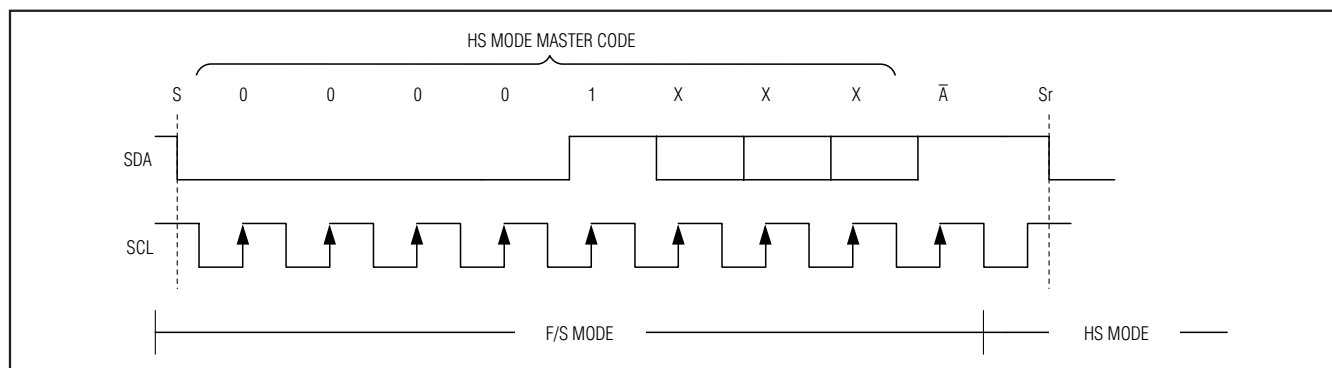 HS MODE MASTER CODE
S 0 0 0 0 1 X X X A̅ Sr
SDA
SCL
F/S MODE HS MODE